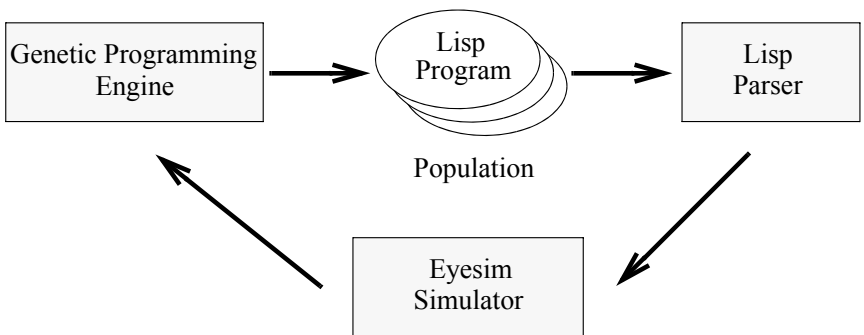 Genetic Programming
Engine
Lisp
Program
Lisp
Parser
Population
Eyesim
Simulator